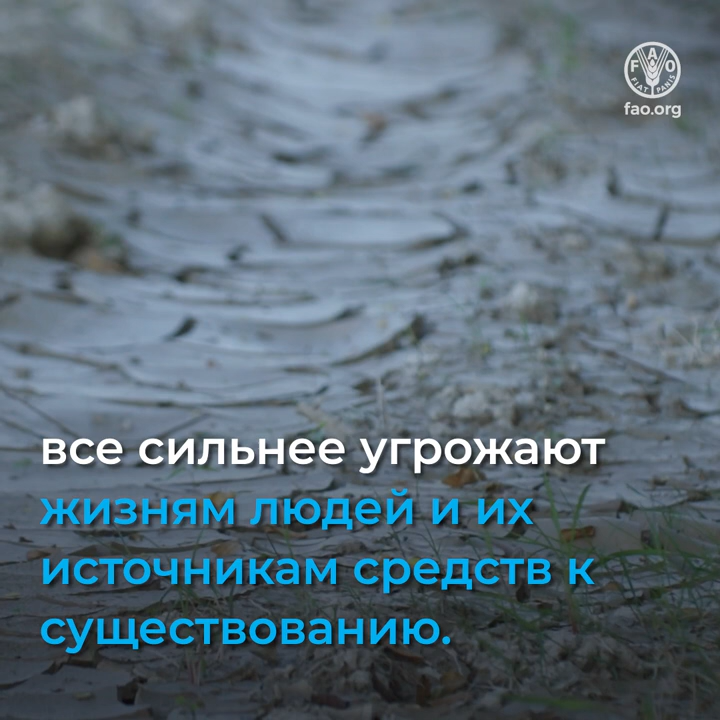 FAO
FIAT PANIS
fao.org
все сильнее угрожают
жизням людей и их
источникам средств к
существованию.